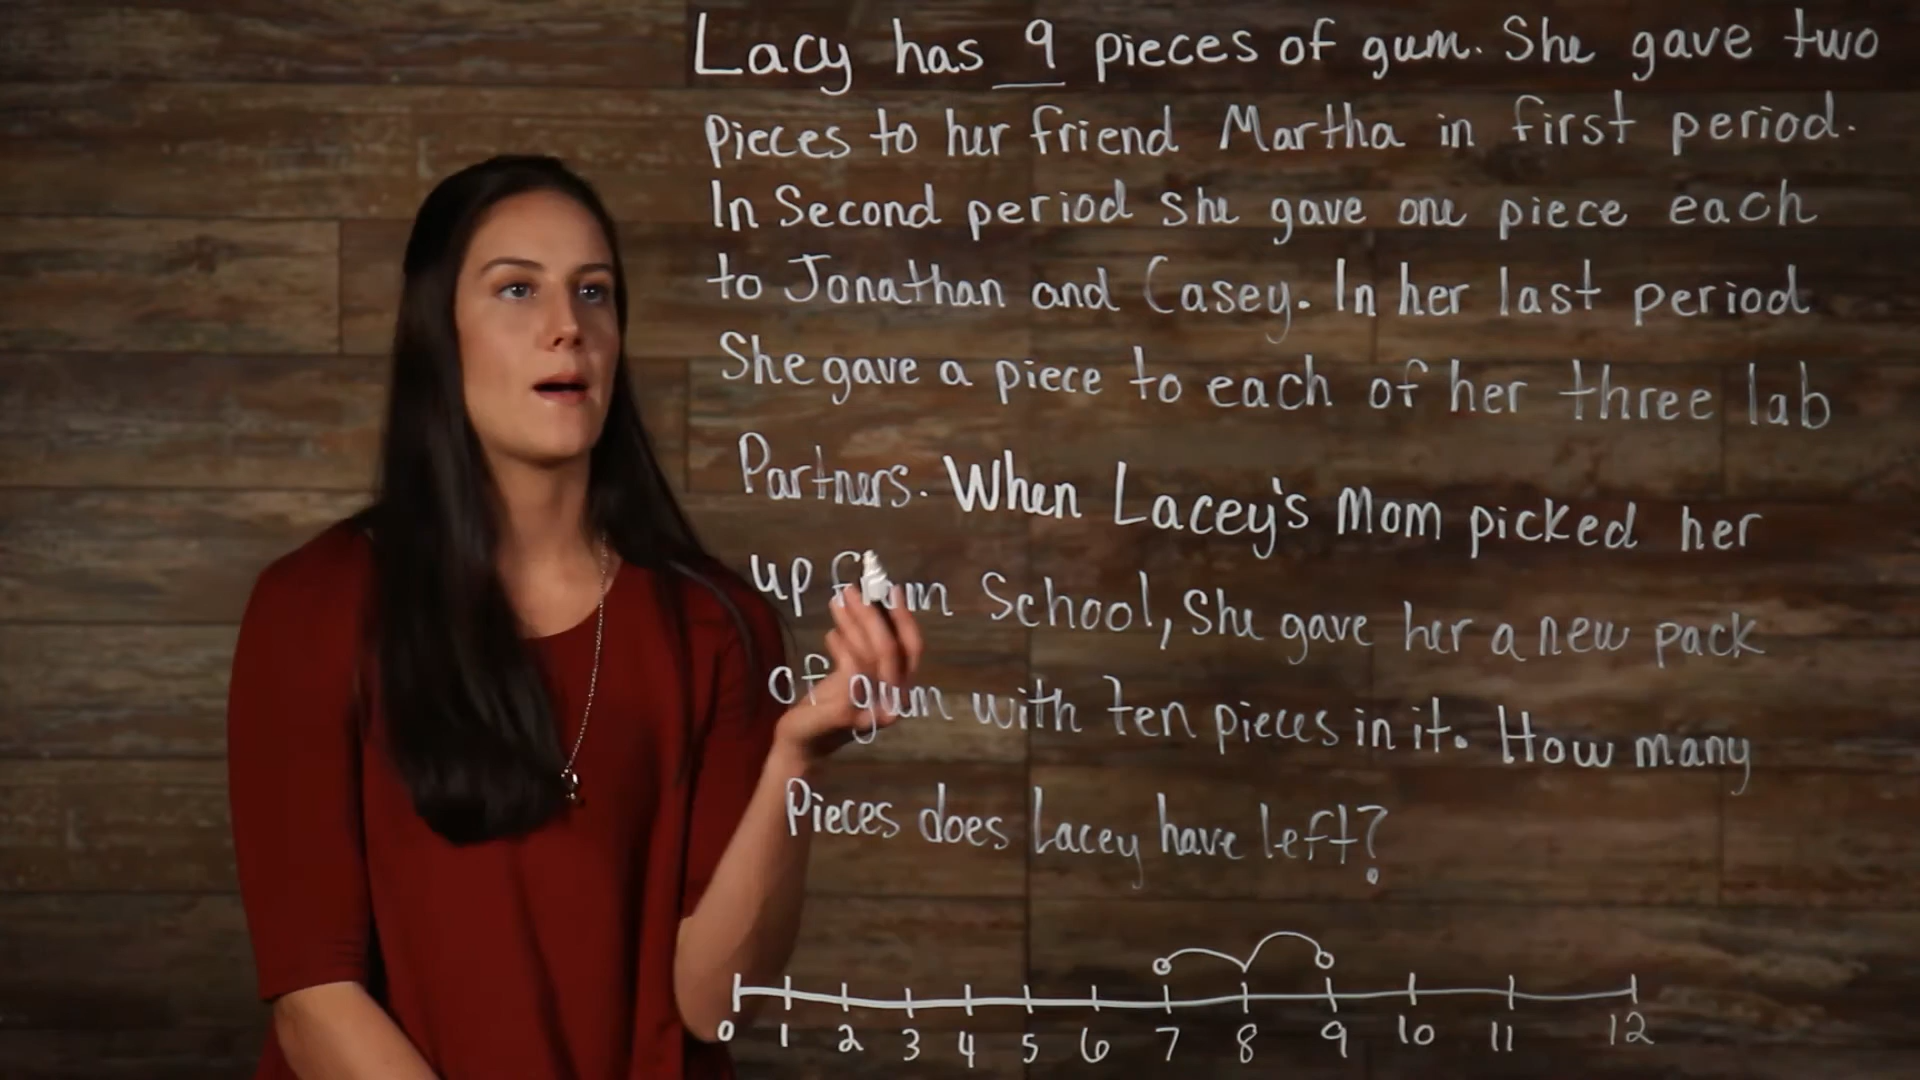 Lacy has 9 pieces of gum. She gave two
Pieces to her friend Martha in first period.
In Second period she gave one piece each
to Jonathan and Casey. In her last period
She gave a piece to each of her three lab
Partners. When Lacey's Mom picked her
up from School, She gave her a new pack
of gum with ten pieces in it. How many
Pieces does Lacey have left?
0 1 2 3 4 5 6 7 8 9 10 11 12